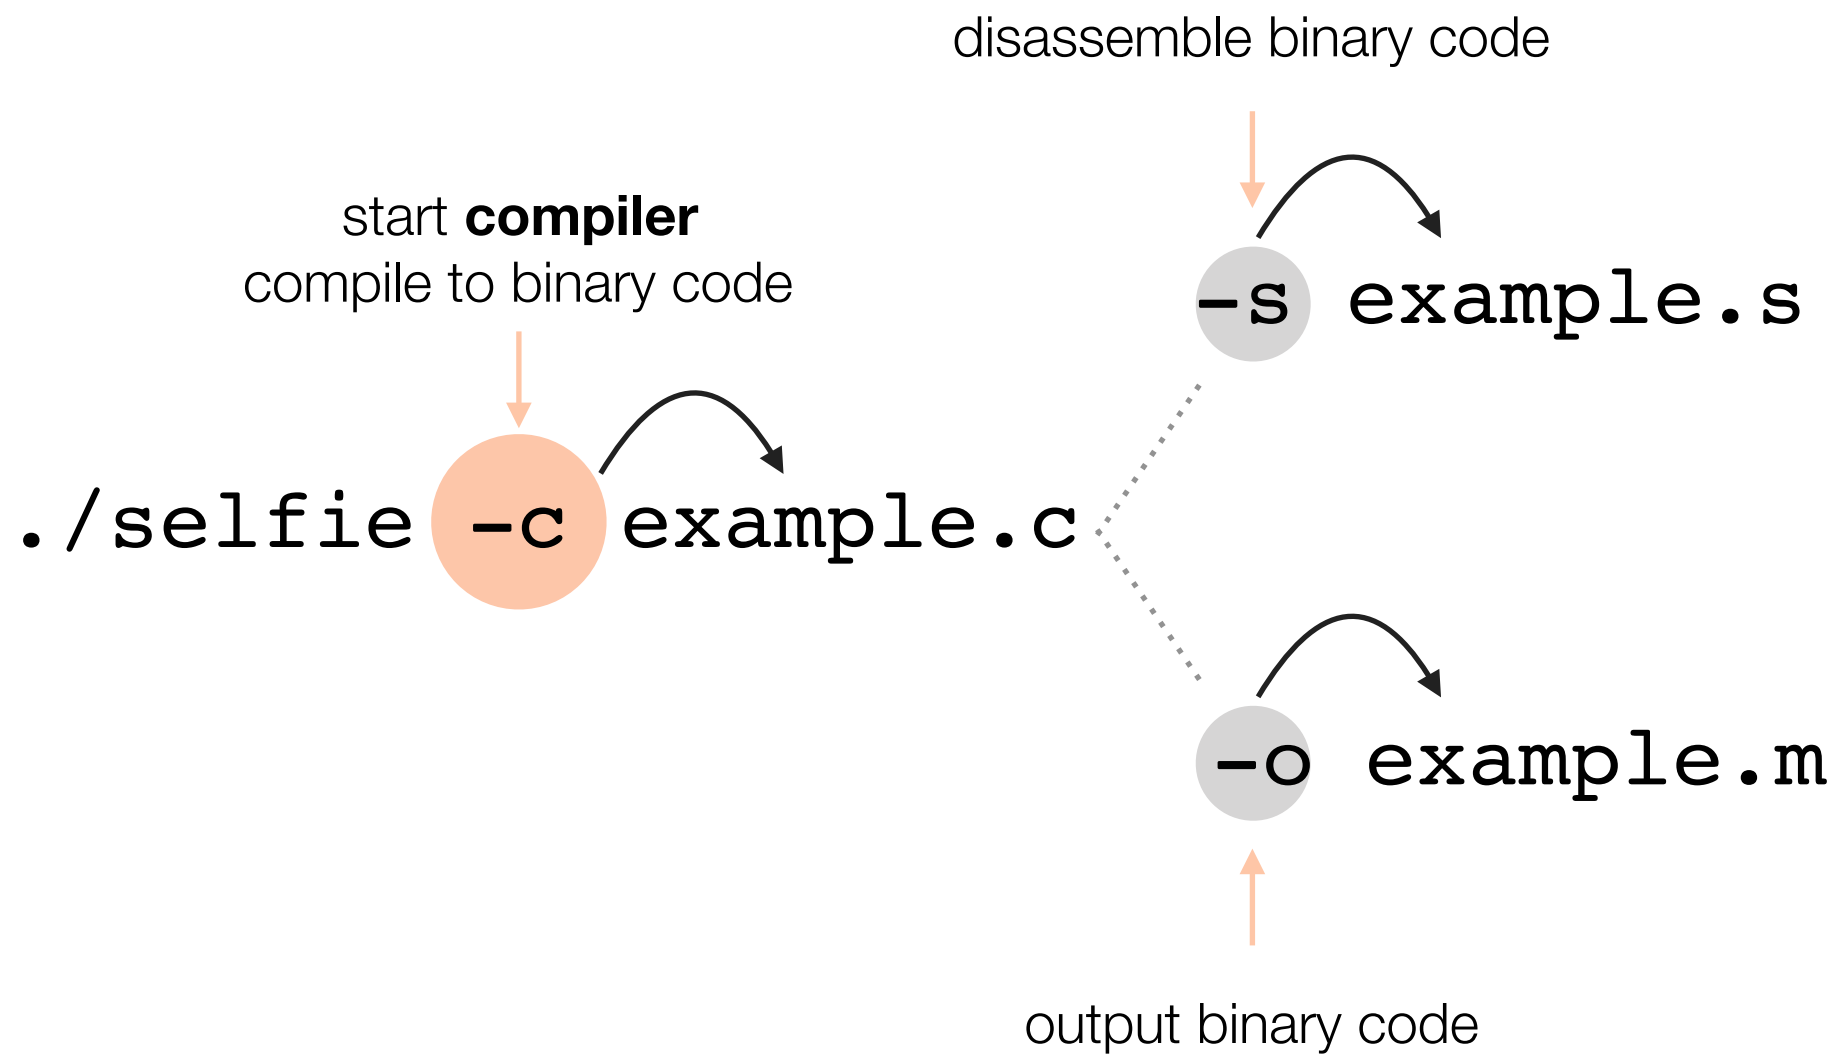 disassemble binary code
start compiler
compile to binary code
-s example.s
./selfie -c example.c
-o example.m
output binary code